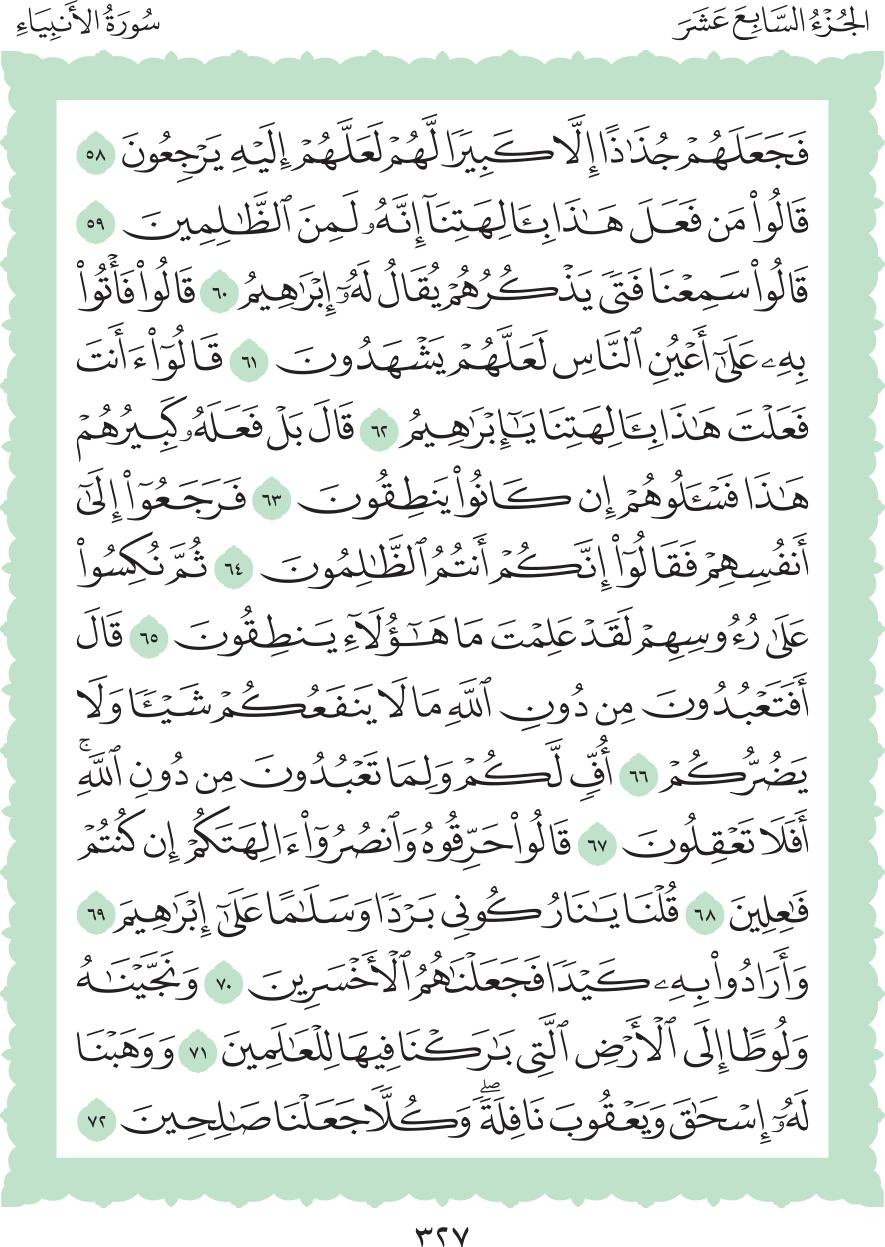 الجُزْءُ السَّابِعَ عَشَرَ
سُورَةُ الأَنبِيَاءِ
فَجَعَلَهُمْ جُذَٰذًا إِلَّا كَبِيرًا لَّهُمْ لَعَلَّهُمْ إِلَيْهِ يَرْجِعُونَ ٥٨
قَالُوا۟ مَن فَعَلَ هَٰذَا بِـَٔالِهَتِنَآ إِنَّهُۥ لَمِنَ ٱلظَّٰلِمِينَ ٥٩
قَالُوا۟ سَمِعْنَا فَتًى يَذْكُرُهُمْ يُقَالُ لَهُۥٓ إِبْرَٰهِيمُ ٦٠ قَالُوا۟ فَأْتُوا۟
بِهِۦ عَلَىٰٓ أَعْيُنِ ٱلنَّاسِ لَعَلَّهُمْ يَشْهَدُونَ ٦١ قَالُوٓا۟ ءَأَنتَ
فَعَلْتَ هَٰذَا بِـَٔالِهَتِنَا يَٰٓإِبْرَٰهِيمُ ٦٢ قَالَ بَلْ فَعَلَهُۥ كَبِيرُهُمْ
هَٰذَا فَسْـَٔلُوهُمْ إِن كَانُوا۟ يَنطِقُونَ ٦٣ فَرَجَعُوٓا۟ إِلَىٰٓ
أَنفُسِهِمْ فَقَالُوٓا۟ إِنَّكُمْ أَنتُمُ ٱلظَّٰلِمُونَ ٦٤ ثُمَّ نُكِسُوا۟
عَلَىٰ رُءُوسِهِمْ لَقَدْ عَلِمْتَ مَا هَٰٓؤُلَآءِ يَنطِقُونَ ٦٥ قَالَ
أَفَتَعْبُدُونَ مِن دُونِ ٱللَّهِ مَا لَا يَنفَعُكُمْ شَيْـًٔا وَلَا
يَضُرُّكُمْ ٦٦ أُفٍّ لَّكُمْ وَلِمَا تَعْبُدُونَ مِن دُونِ ٱللَّهِ ۚ
أَفَلَا تَعْقِلُونَ ٦٧ قَالُوا۟ حَرِّقُوهُ وَٱنصُرُوٓا۟ ءَالِهَتَكُمْ إِن كُنتُمْ
فَٰعِلِينَ ٦٨ قُلْنَا يَٰنَارُ كُونِى بَرْدًا وَسَلَٰمًا عَلَىٰٓ إِبْرَٰهِيمَ ٦٩
وَأَرَادُوا۟ بِهِۦ كَيْدًا فَجَعَلْنَٰهُمُ ٱلْأَخْسَرِينَ ٧٠ وَنَجَّيْنَٰهُ
وَلُوطًا إِلَى ٱلْأَرْضِ ٱلَّتِى بَٰرَكْنَا فِيهَا لِلْعَٰلَمِينَ ٧١ وَوَهَبْنَا
لَهُۥٓ إِسْحَٰقَ وَيَعْقُوبَ نَافِلَةً ۖ وَكُلًّا جَعَلْنَا صَٰلِحِينَ ٧٢
٣٢٧